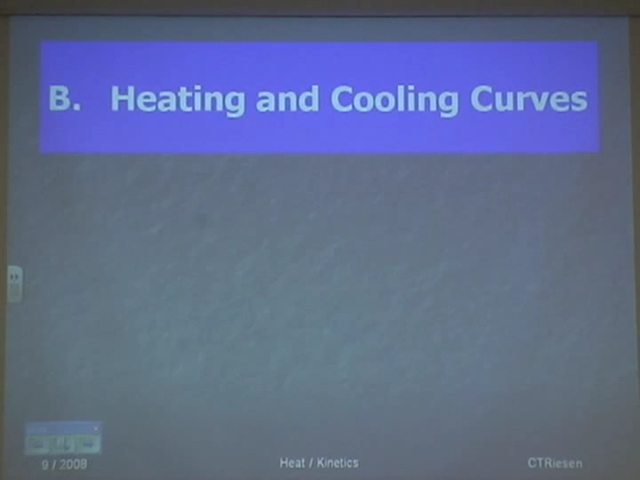 B. Heating and Cooling Curves
9 / 2008
Heat / Kinetics
CTRiesen